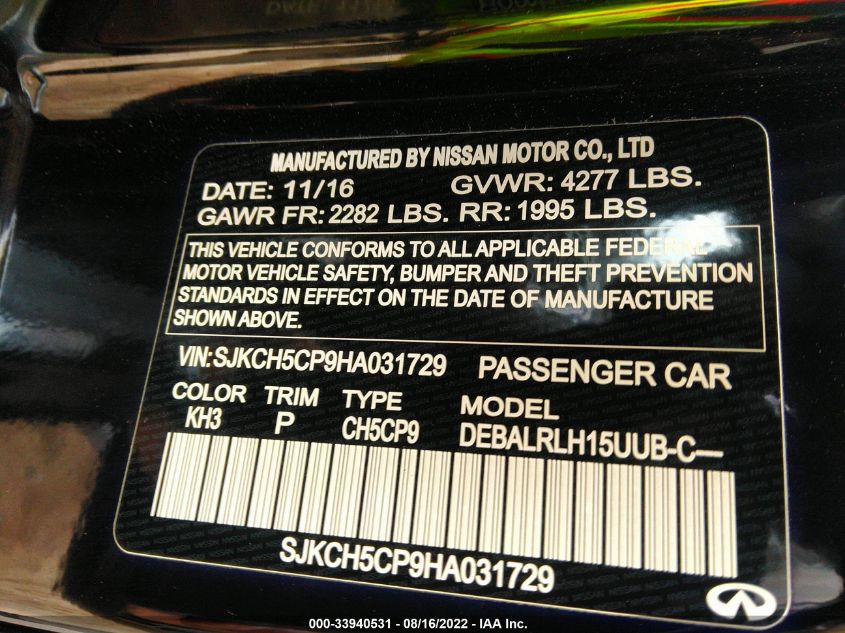 MANUFACTURED BY NISSAN MOTOR CO., LTD
DATE: 11/16 GVWR: 4277 LBS.
GAWR FR: 2282 LBS. RR: 1995 LBS.
THIS VEHICLE CONFORMS TO ALL APPLICABLE FEDERAL
MOTOR VEHICLE SAFETY, BUMPER AND THEFT PREVENTION
STANDARDS IN EFFECT ON THE DATE OF MANUFACTURE
SHOWN ABOVE.
VIN: SJKCH5CP9HA031729 PASSENGER CAR
COLOR TRIM TYPE MODEL
KH3 P CH5CP9 DEBALRLH15UUB-C—
SJKCH5CP9HA031729
000-33940531 - 08/16/2022 - IAA Inc.